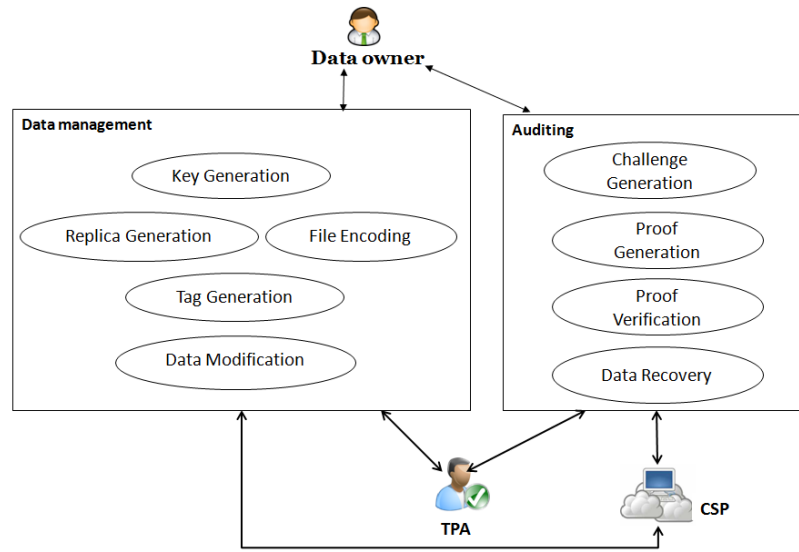 Data owner
Data management
Key Generation
Replica Generation
File Encoding
Tag Generation
Data Modification
Auditing
Challenge
Generation
Proof
Generation
Proof
Verification
Data Recovery
TPA
CSP